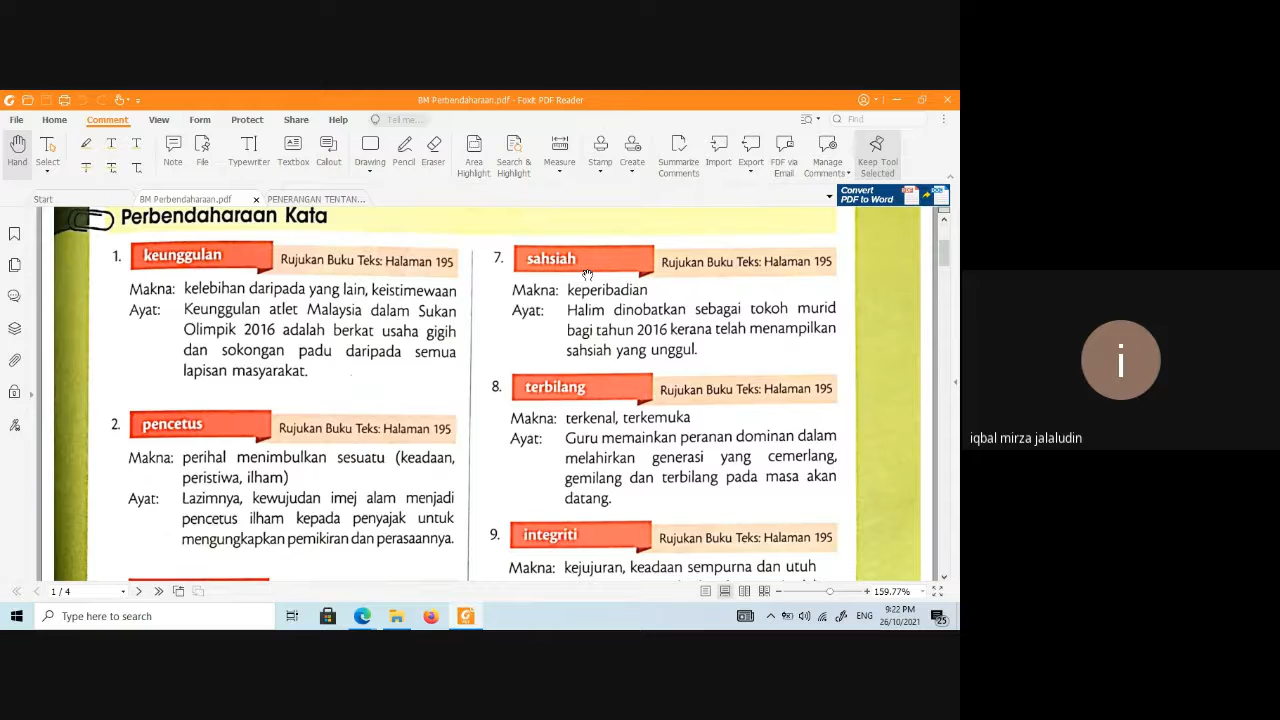 BM Perbendaharaan.pdf - Foxit PDF Reader
File Home Comment View Form Protect Share Help Tell me... Find
Hand Select Note File Typewriter Textbox Callout Drawing Pencil Eraser Area Highlight Search & Highlight Measure Stamp Create Summarize Comments Import Export FDF via Email Manage Comments Keep Tool Selected
Start BM Perbendaharaan.pdf PENERANGAN TENTAN... Convert PDF to Word
Perbendaharaan Kata
1. keunggulan Rujukan Buku Teks: Halaman 195
Makna: kelebihan daripada yang lain, keistimewaan
Ayat: Keunggulan atlet Malaysia dalam Sukan
Olimpik 2016 adalah berkat usaha gigih
dan sokongan padu daripada semua
lapisan masyarakat.
2. pencetus Rujukan Buku Teks: Halaman 195
Makna: perihal menimbulkan sesuatu (keadaan,
peristiwa, ilham)
Ayat: Lazimnya, kewujudan imej alam menjadi
pencetus ilham kepada penyajak untuk
mengungkapkan pemikiran dan perasaannya.
7. sahsiah Rujukan Buku Teks: Halaman 195
Makna: keperibadian
Ayat: Halim dinobatkan sebagai tokoh murid
bagi tahun 2016 kerana telah menampilkan
sahsiah yang unggul.
8. terbilang Rujukan Buku Teks: Halaman 195
Makna: terkenal, terkemuka
Ayat: Guru memainkan peranan dominan dalam
melahirkan generasi yang cemerlang,
gemilang dan terbilang pada masa akan
datang.
9. integriti Rujukan Buku Teks: Halaman 195
Makna: kejujuran, keadaan sempurna dan utuh
1 / 4
159.77%
Type here to search
ENG
9:22 PM
26/10/2021
25
i
iqbal mirza jalaludin